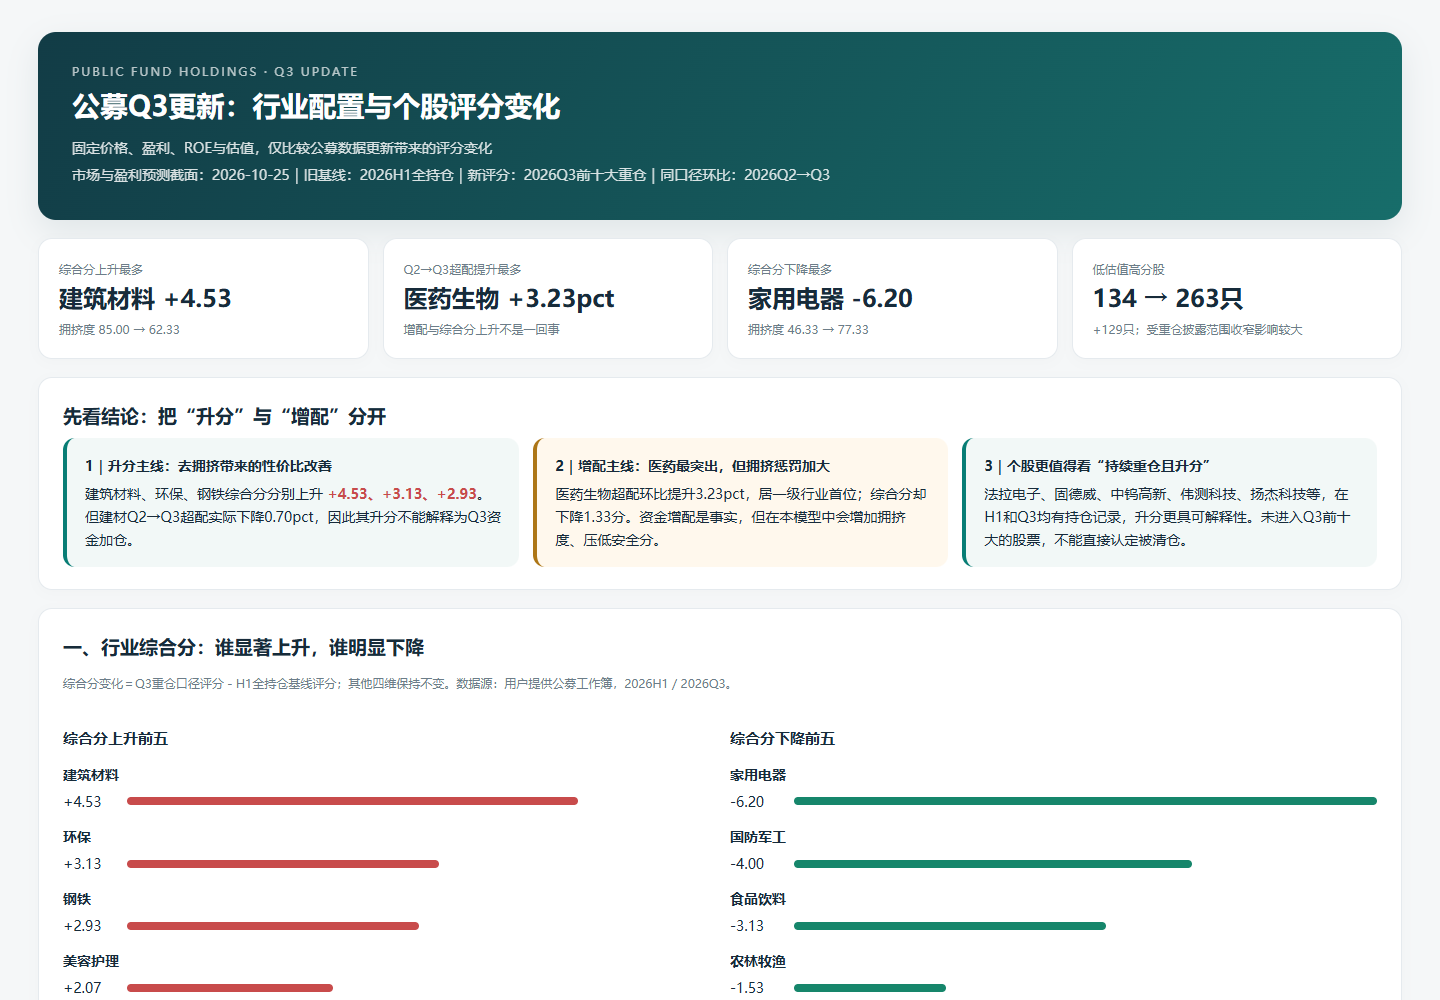 PUBLIC FUND HOLDINGS · Q3 UPDATE
公募Q3更新：行业配置与个股评分变化
固定价格、盈利、ROE与估值，仅比较公募数据更新带来的评分变化
市场与盈利预测截面：2026-10-25｜旧基线：2026H1全持仓｜新评分：2026Q3前十大重仓｜同口径环比：2026Q2→Q3
综合分上升最多
建筑材料 +4.53
拥挤度 85.00 → 62.33
Q2→Q3超配提升最多
医药生物 +3.23pct
增配与综合分上升不是一回事
综合分下降最多
家用电器 -6.20
拥挤度 46.33 → 77.33
低估值高分股
134 → 263只
+129只；受重仓披露范围收窄影响较大
先看结论：把“升分”与“增配”分开
1｜升分主线：去拥挤带来的性价比改善
建筑材料、环保、钢铁综合分分别上升 +4.53、+3.13、+2.93。
但建材Q2→Q3超配实际下降0.70pct，因此其升分不能解释为Q3资
金加仓。
2｜增配主线：医药最突出，但拥挤惩罚加大
医药生物超配环比提升3.23pct，居一级行业首位；综合分却
下降1.33分。资金增配是事实，但在本模型中会增加拥挤
度、压低安全分。
3｜个股更值得看“持续重仓且升分”
法拉电子、固德威、中钨高新、伟测科技、扬杰科技等，在
H1和Q3均有持仓记录，升分更具可解释性。未进入Q3前十
大的股票，不能直接认定被清仓。
一、行业综合分：谁显著上升，谁明显下降
综合分变化＝Q3重仓口径评分－H1全持仓基线评分；其他四维保持不变。数据源：用户提供公募工作簿，2026H1 / 2026Q3。
综合分上升前五
建筑材料
+4.53
环保
+3.13
钢铁
+2.93
美容护理
+2.07
综合分下降前五
家用电器
-6.20
国防军工
-4.00
食品饮料
-3.13
农林牧渔
-1.53